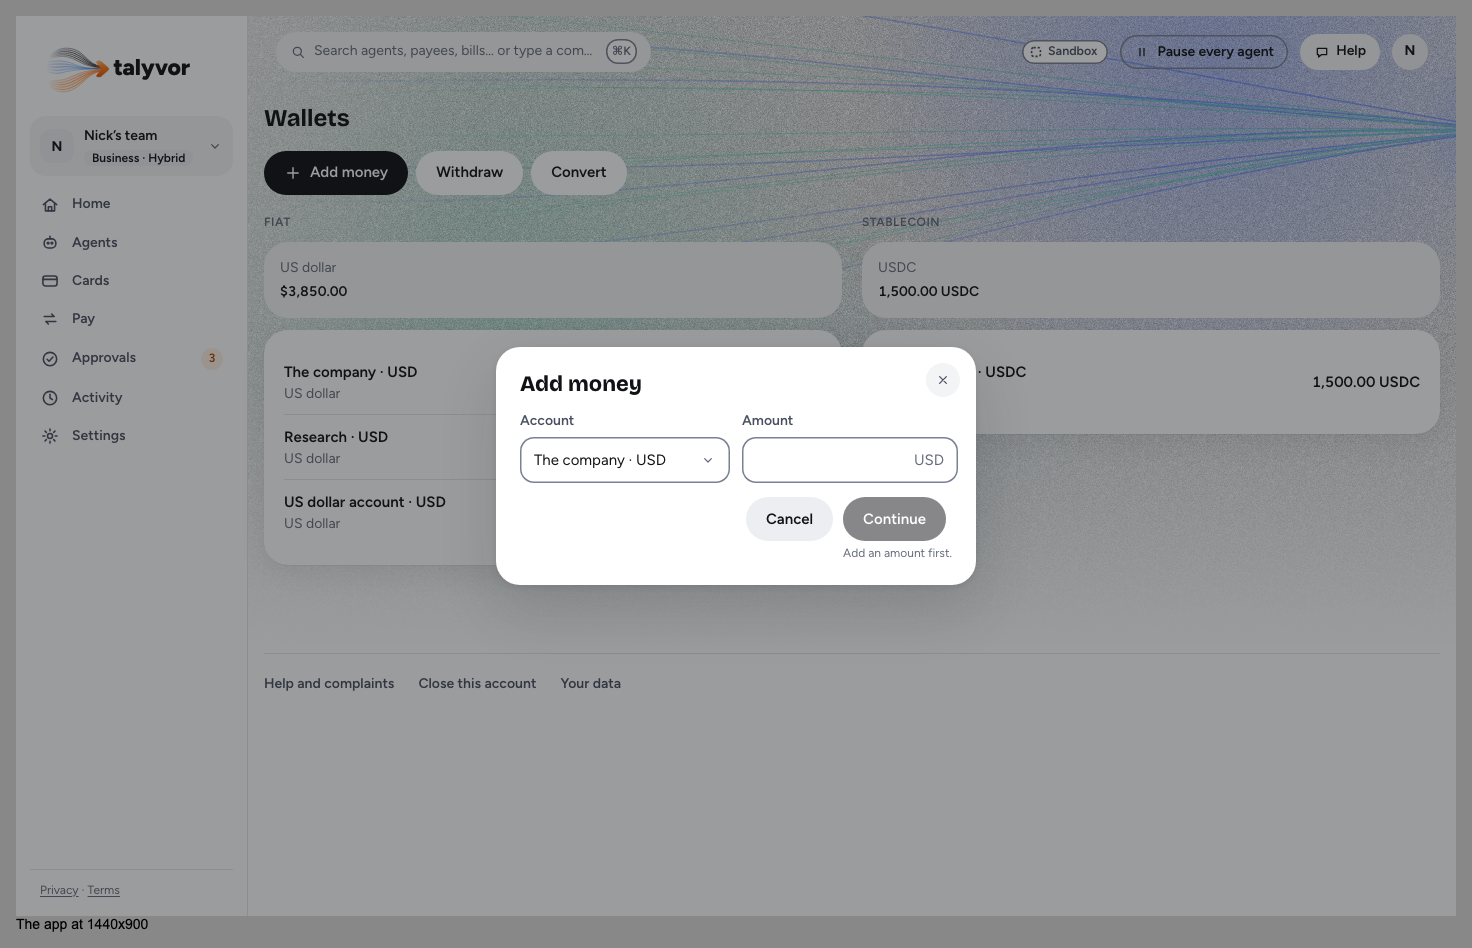 talyvor
Search agents, payees, bills... or type a com...
⌘K
Sandbox
Pause every agent
Help
N
N
Nick's team
Business · Hybrid
Home
Agents
Cards
Pay
Approvals
3
Activity
Settings
Privacy · Terms
Wallets
Add money
Withdraw
Convert
FIAT
US dollar
$3,850.00
The company · USD
US dollar
Research · USD
US dollar
US dollar account · USD
US dollar
STABLECOIN
USDC
1,500.00 USDC
· USDC
1,500.00 USDC
Add money
Account
Amount
The company · USD
USD
Cancel
Continue
Add an amount first.
Help and complaints
Close this account
Your data
The app at 1440x900